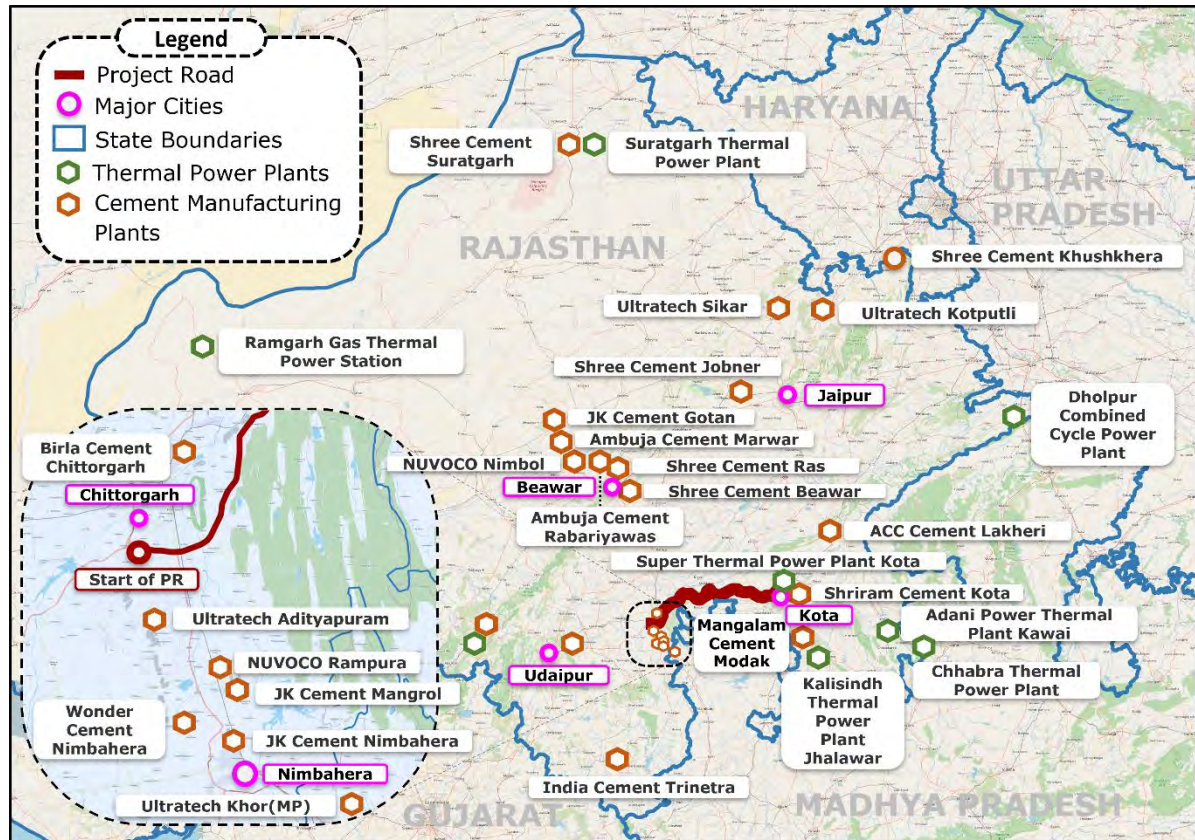 Legend
Project Road
Major Cities
State Boundaries
Thermal Power Plants
Cement Manufacturing
Plants
HARYANA
UTTAR
PRADESH
RAJASTHAN
GUJARAT
MADHYA PRADESH
Shree Cement
Suratgarh
Suratgarh Thermal
Power Plant
Shree Cement Khushkhera
Ultratech Sikar
Ultratech Kotputli
Ramgarh Gas Thermal
Power Station
Shree Cement Jobner
Jaipur
Dholpur
Combined
Cycle Power
Plant
JK Cement Gotan
Ambuja Cement Marwar
NUVOCO Nimbol
Shree Cement Ras
Beawar
Shree Cement Beawar
Ambuja Cement
Rabariyawas
ACC Cement Lakheri
Super Thermal Power Plant Kota
Shriram Cement Kota
Kota
Mangalam
Cement
Modak
Adani Power Thermal
Plant Kawai
Chhabra Thermal
Power Plant
Kalisindh
Thermal
Power
Plant
Jhalawar
Udaipur
India Cement Trinetra
Birla Cement
Chittorgarh
Chittorgarh
Start of PR
Ultratech Adityapuram
NUVOCO Rampura
JK Cement Mangrol
Wonder
Cement
Nimbahera
JK Cement Nimbahera
Nimbahera
Ultratech Khor(MP)